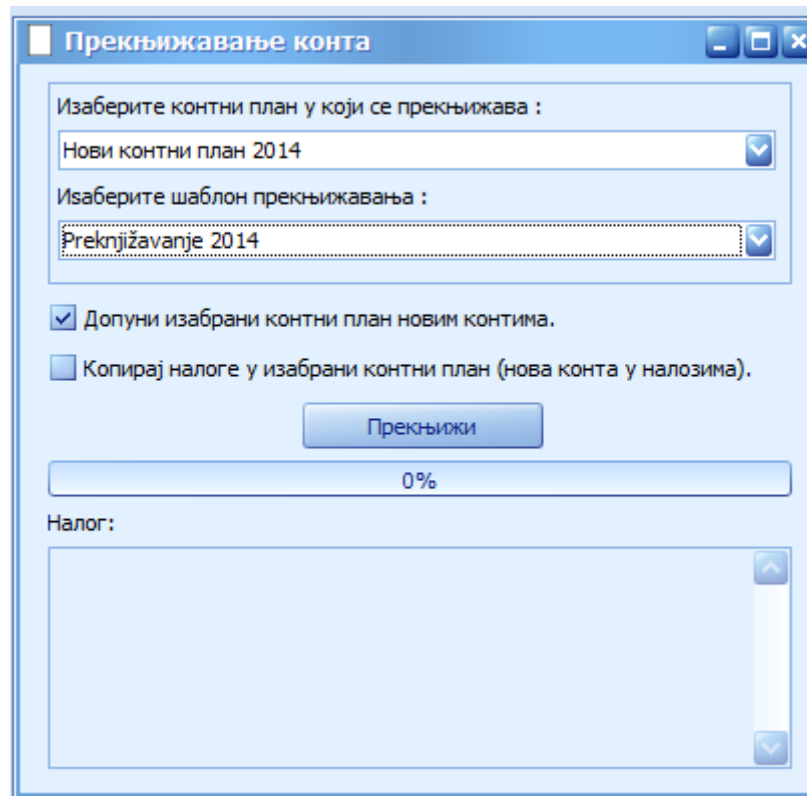 Прекњижавање конта
Изаберите контни план у који се прекњижава :
Нови контни план 2014
Иsаберите шаблон прекњижавања :
Preknjižavanje 2014
Допуни изабрани контни план новим контима.
Копирај налоге у изабрани контни план (нова конта у налозима).
Прекњижи
0%
Налог: